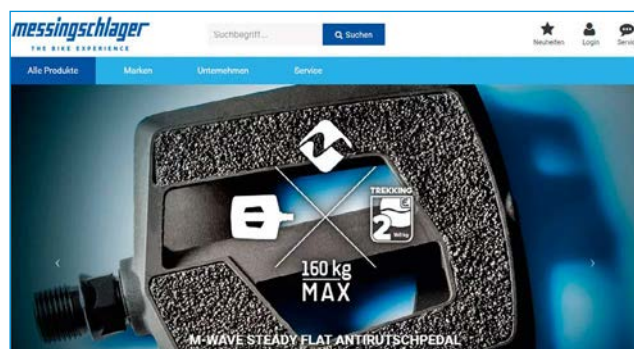 messingschlager
THE BIKE EXPERIENCE
Suchbegriff...
Suchen
Neuheiten
Login
Servi
Alle Produkte
Marken
Unternehmen
Service
TREKKING
2
160 kg
MAX
M-WAVE STEADY FLAT ANTIRUTSCHPEDAL